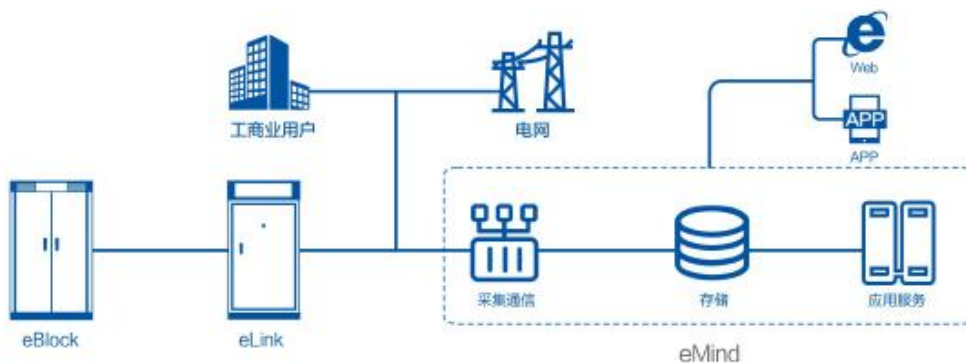 Web
工商业用户
电网
APP
APP
采集通信
存储
应用服务
eBlock
eLink
eMind